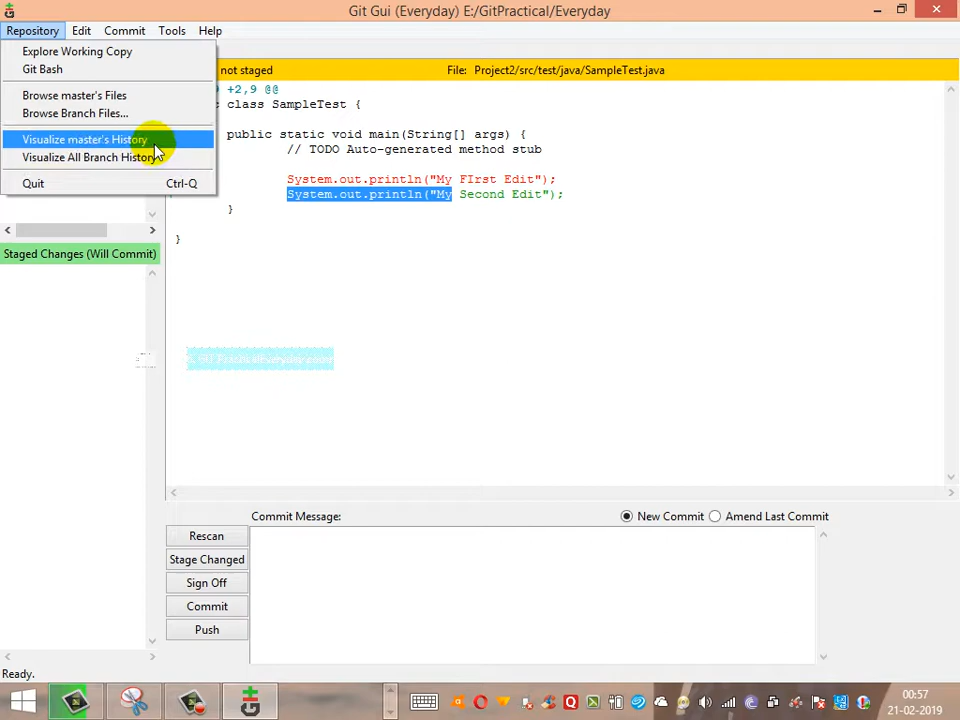 Git Gui (Everyday) E:/GitPractical/Everyday
Repository Edit Commit Tools Help
Explore Working Copy
Git Bash
Browse master's Files
Browse Branch Files...
Visualize master's History
Visualize All Branch History
Quit Ctrl-Q
not staged File: Project2/src/test/java/SampleTest.java
+2,9 @@
class SampleTest {
public static void main(String[] args) {
// TODO Auto-generated method stub
System.out.println("My FIrst Edit");
System.out.println("My Second Edit");
}
}
Staged Changes (Will Commit)
Commit Message: New Commit Amend Last Commit
Rescan
Stage Changed
Sign Off
Commit
Push
Ready.
00:57
21-02-2019